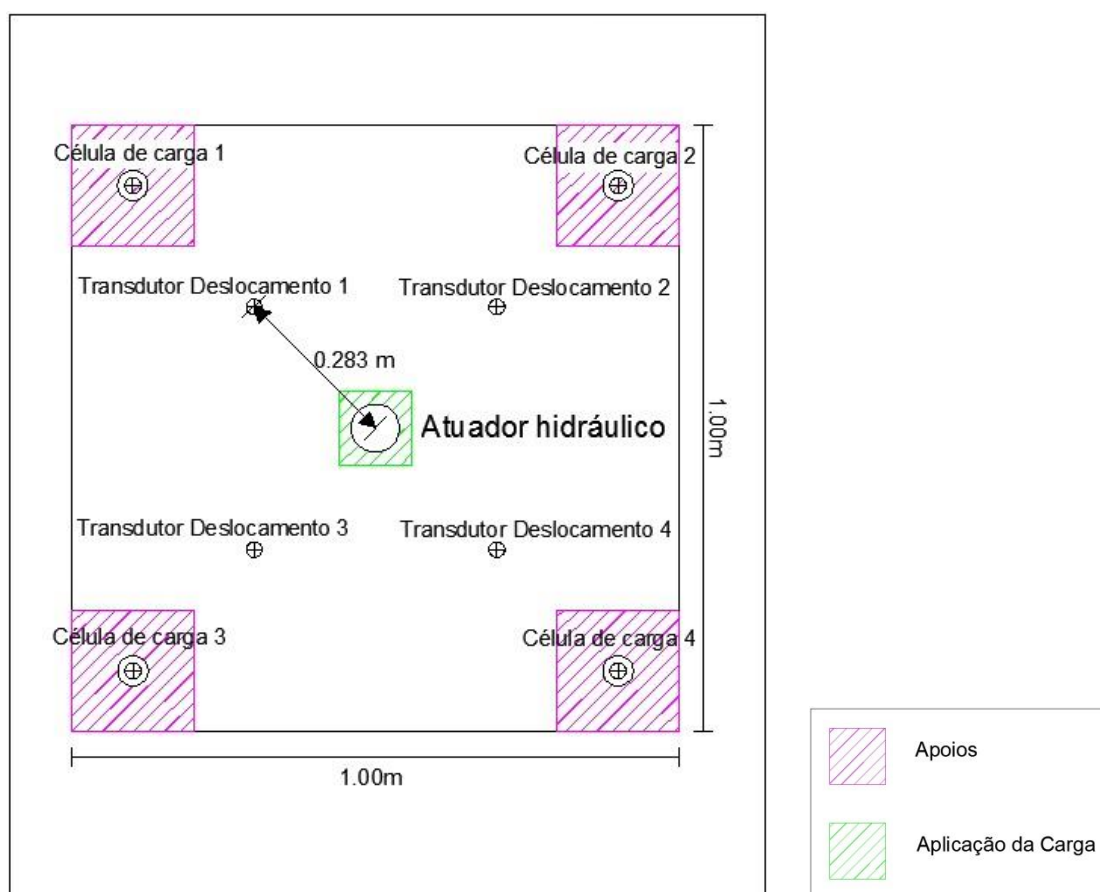 Célula de carga 1
Célula de carga 2
Transdutor Deslocamento 1
Transdutor Deslocamento 2
0.283 m
Atuador hidráulico
1.00m
Transdutor Deslocamento 3
Transdutor Deslocamento 4
Célula de carga 3
Célula de carga 4
1.00m
Apoios
Aplicação da Carga